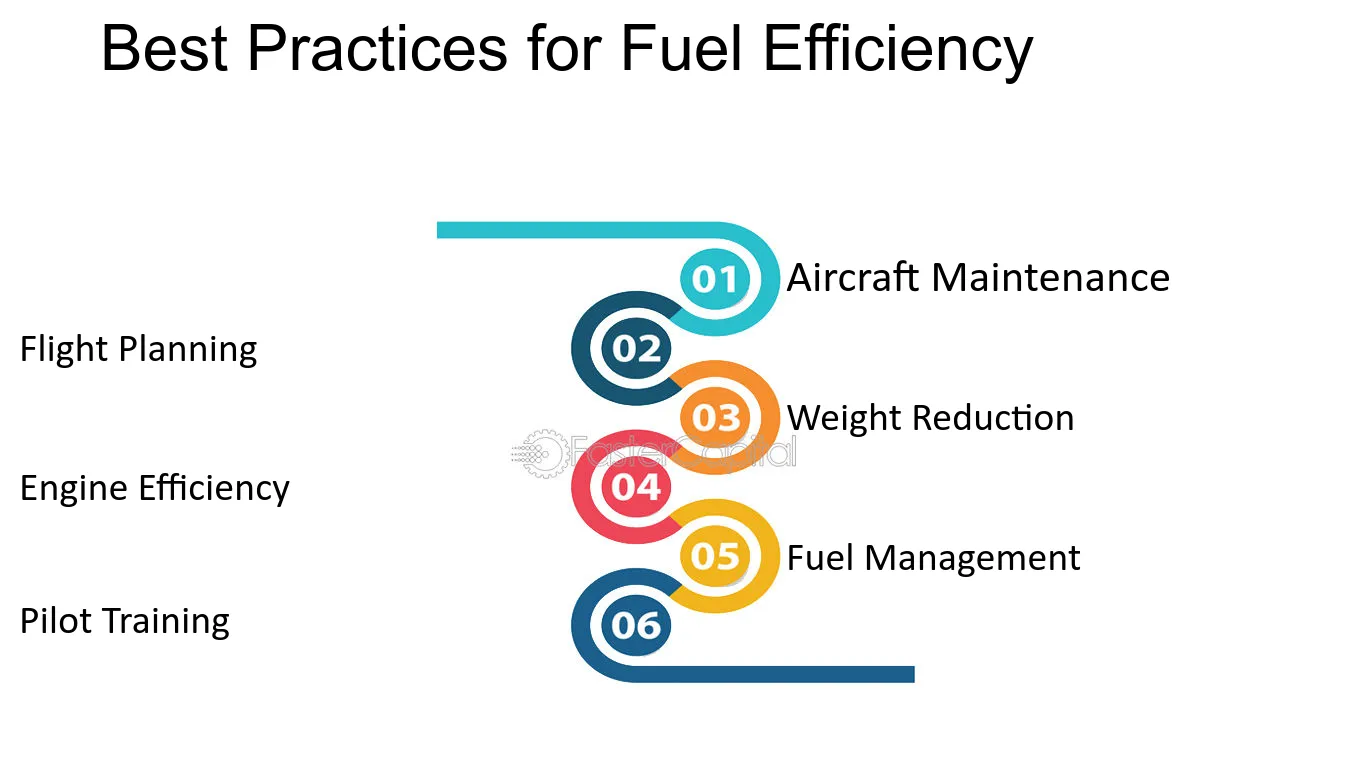 Best Practices for Fuel Efficiency
01 Aircraft Maintenance
Flight Planning 02
03 Weight Reduction
FasterCapital
Engine Efficiency 04
05 Fuel Management
Pilot Training 06